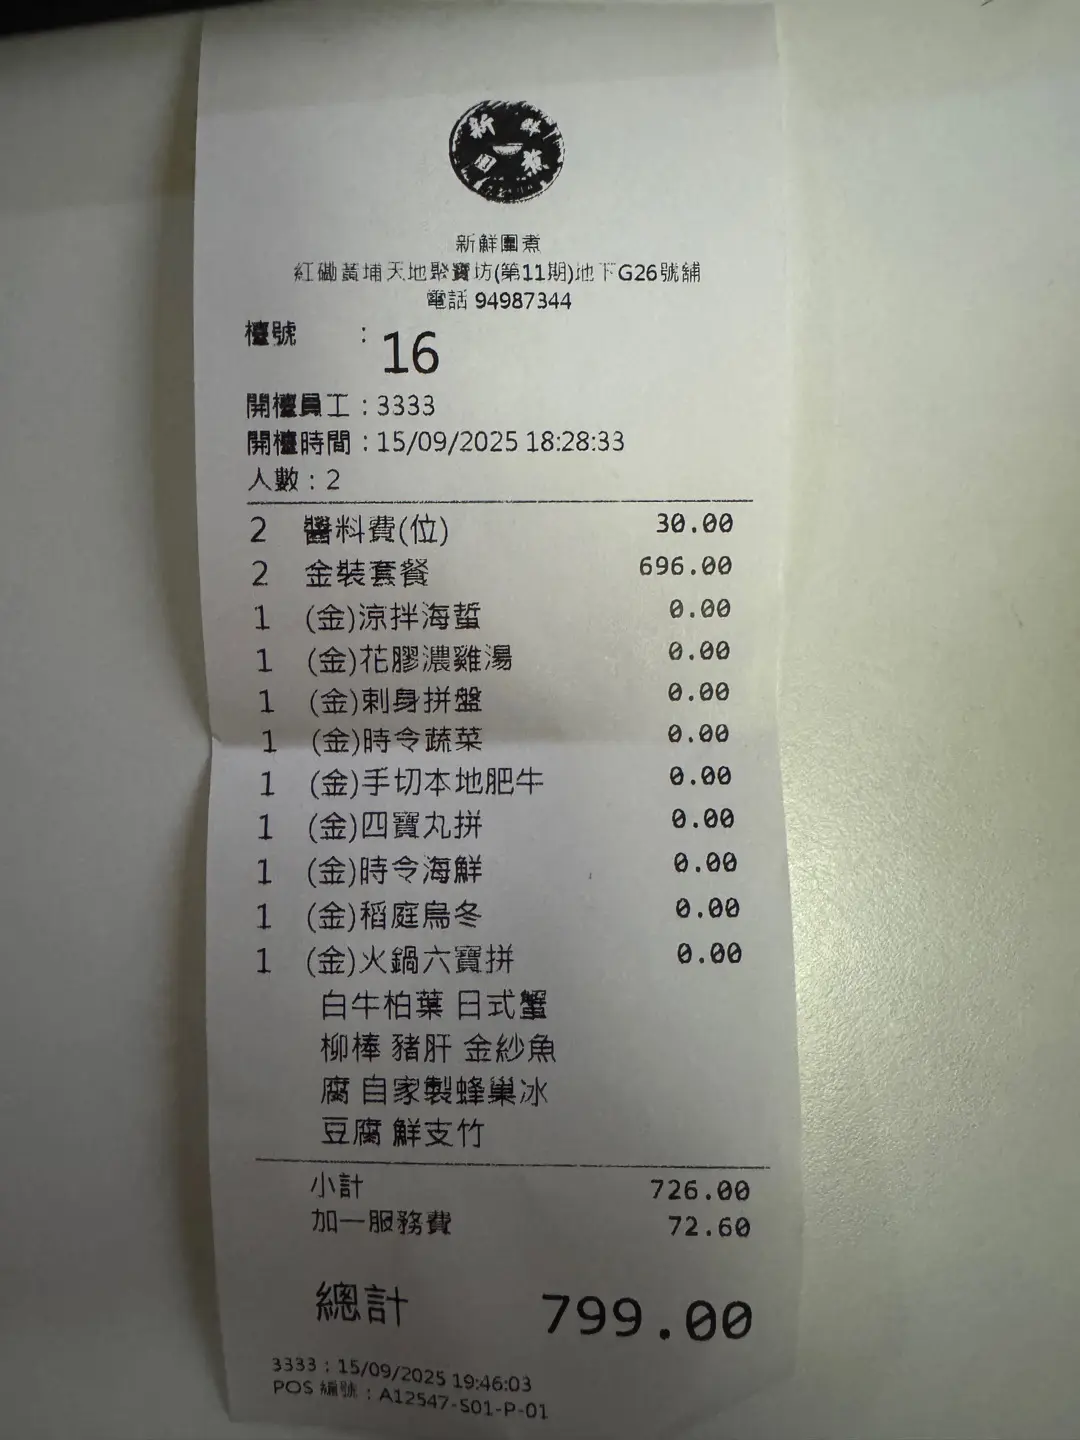 新鮮圍煮
新鮮圍煮
紅磡黃埔天地聚寶坊(第11期)地下G26號舖
電話 94987344
檯號 : 16
開檯員工 : 3333
開檯時間 : 15/09/2025 18:28:33
人數 : 2
2 醬料費(位) 30.00
2 金裝套餐 696.00
1 (金)涼拌海蜇 0.00
1 (金)花膠濃雞湯 0.00
1 (金)刺身拼盤 0.00
1 (金)時令蔬菜 0.00
1 (金)手切本地肥牛 0.00
1 (金)四寶丸拼 0.00
1 (金)時令海鮮 0.00
1 (金)稻庭烏冬 0.00
1 (金)火鍋六寶拼 0.00
白牛柏葉 日式蟹
柳棒 豬肝 金紗魚
腐 自家製蜂巢冰
豆腐 鮮支竹
小計 726.00
加一服務費 72.60
總計 799.00
3333 : 15/09/2025 19:46:03
POS 編號 : A12547-S01-P-01